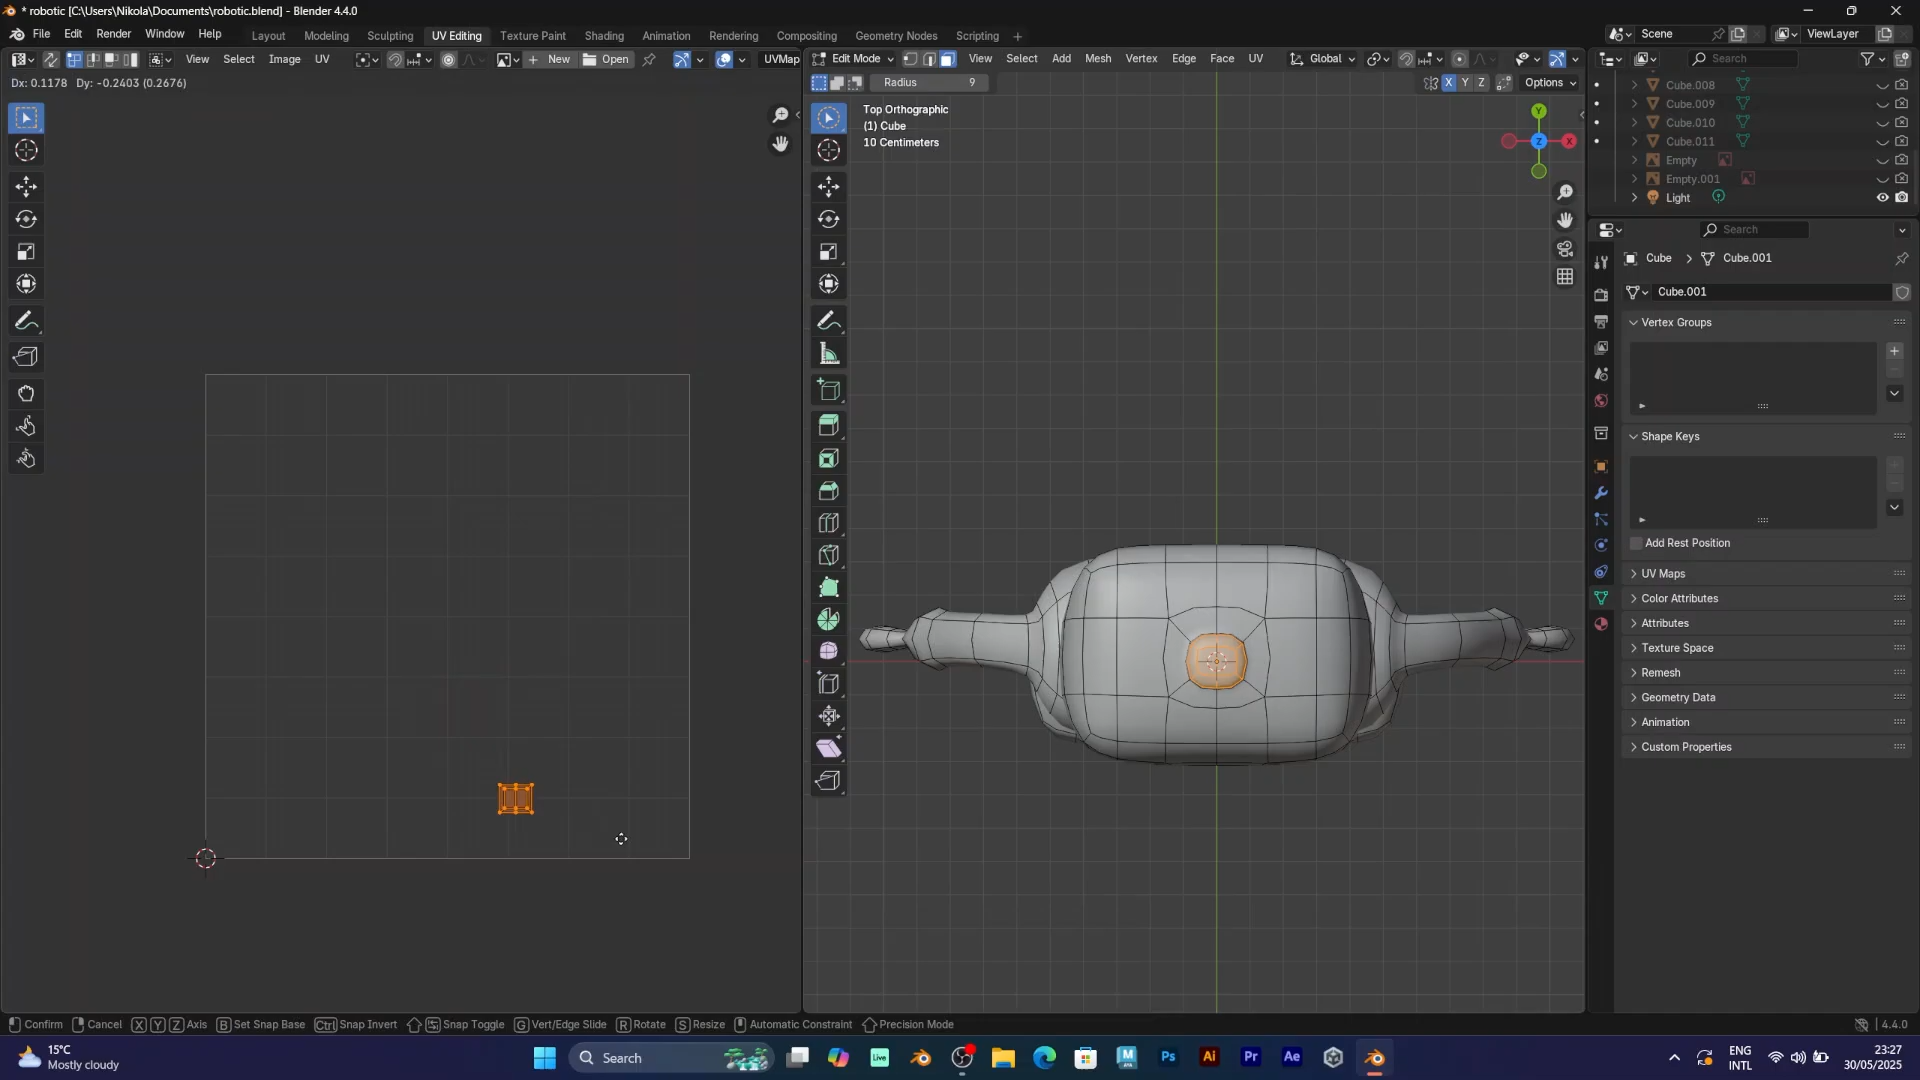 * robotic [C:\Users\Nikola\Documents\robotic.blend] - Blender 4.4.0
File Edit Render Window Help Layout Modeling Sculpting UV Editing Texture Paint Shading Animation Rendering Compositing Geometry Nodes Scripting + Scene ViewLayer
View Select Image UV New Open UVMap Edit Mode View Select Add Mesh Vertex Edge Face UV Global Search
Dx: 0.1178 Dy: -0.2403 (0.2676) Radius 9 X Y Z Options
Cube.008
Cube.009
Cube.010
Cube.011
Empty
Empty.001
Light
Top Orthographic
(1) Cube
10 Centimeters
Y
Z
X
Search
Cube > Cube.001
Cube.001
Vertex Groups
Shape Keys
Add Rest Position
UV Maps
Color Attributes
Attributes
Texture Space
Remesh
Geometry Data
Animation
Custom Properties
Confirm Cancel X Y Z Axis B Set Snap Base Ctrl Snap Invert Snap Toggle G Vert/Edge Slide R Rotate S Resize Automatic Constraint Precision Mode 4.4.0
15°C
Mostly cloudy
Search
Live
M
Ps
Ai
Pr
Ae
ENG
INTL
23:27
30/05/2025